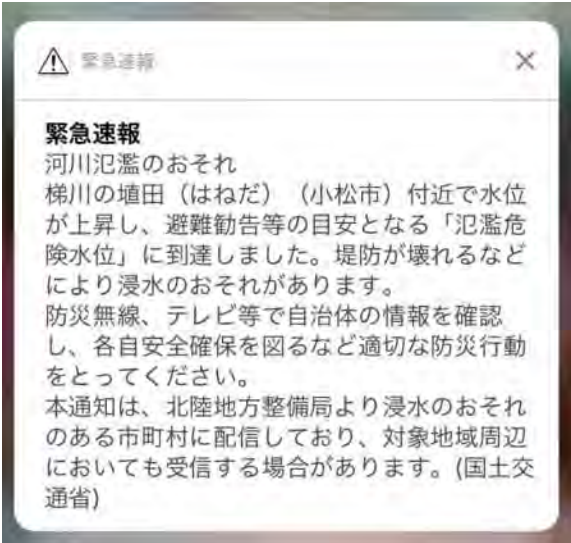 緊急速報
緊急速報
河川氾濫のおそれ
梯川の埴田（はねだ）（小松市）付近で水位
が上昇し、避難勧告等の目安となる「氾濫危
険水位」に到達しました。堤防が壊れるなど
により浸水のおそれがあります。
防災無線、テレビ等で自治体の情報を確認
し、各自安全確保を図るなど適切な防災行動
をとってください。
本通知は、北陸地方整備局より浸水のおそれ
のある市町村に配信しており、対象地域周辺
においても受信する場合があります。(国土交
通省)